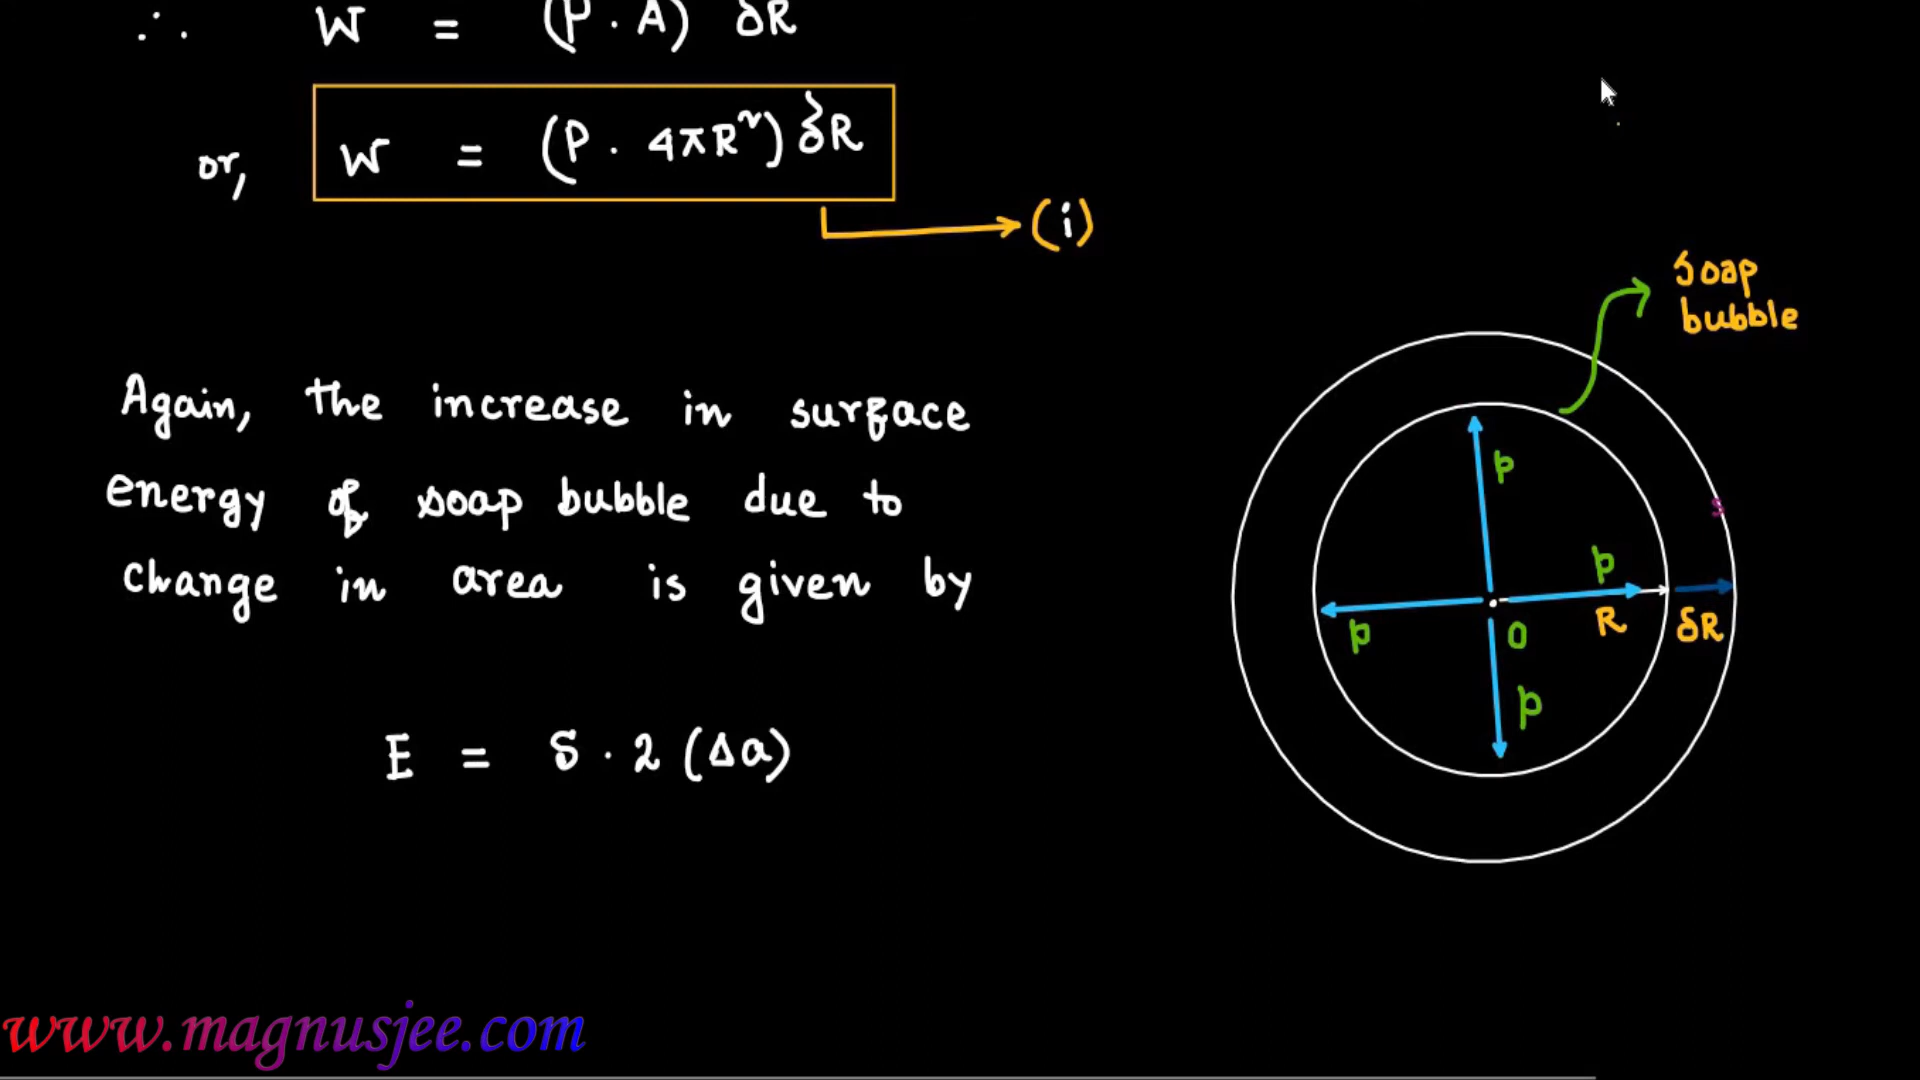 ∴ W = (P · A) δR
or, W = (P · 4πR²) δR
(i)
Soap
bubble
Again, the increase in surface
energy of soap bubble due to
change in area is given by
E = S · 2 (Δa)
P
S
P
P
O
R
δR
P
www.magnusjee.com